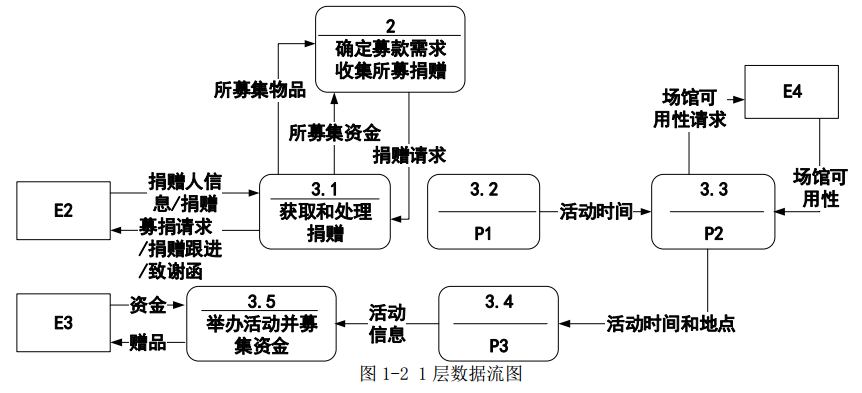 2
确定募款需求
收集所募捐赠
所募集物品
所募集资金
捐赠请求
场馆可
用性请求
E4
场馆可
用性
E2
捐赠人信
息/捐赠
募捐请求
/捐赠跟进
/致谢函
3.1
获取和处理
捐赠
3.2
P1
活动时间
3.3
P2
E3
资金
赠品
3.5
举办活动并募
集资金
活动
信息
3.4
P3
活动时间和地点
图 1-2 1 层数据流图